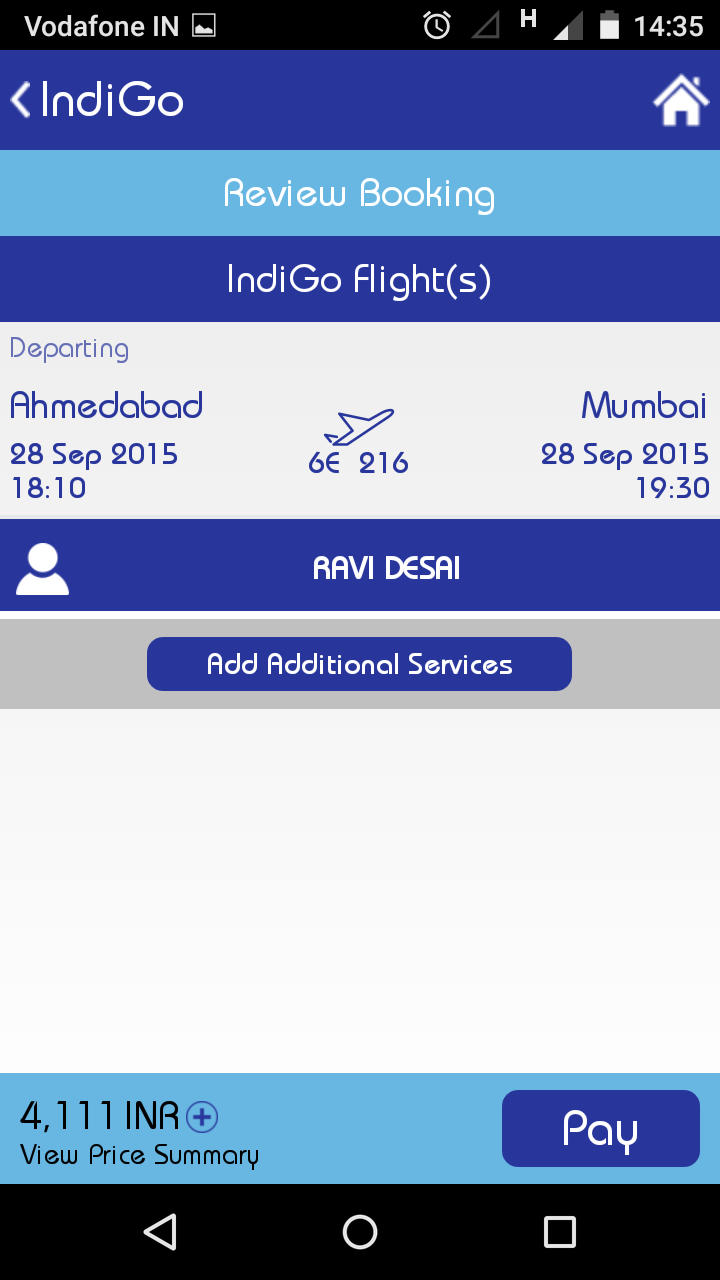 Vodafone IN H 14:35
IndiGo
Review Booking
IndiGo Flight(s)
Departing
Ahmedabad Mumbai
28 Sep 2015 6E 216 28 Sep 2015
18:10 19:30
RAVI DESAI
Add Additional Services
4,111 INR
View Price Summary
Pay